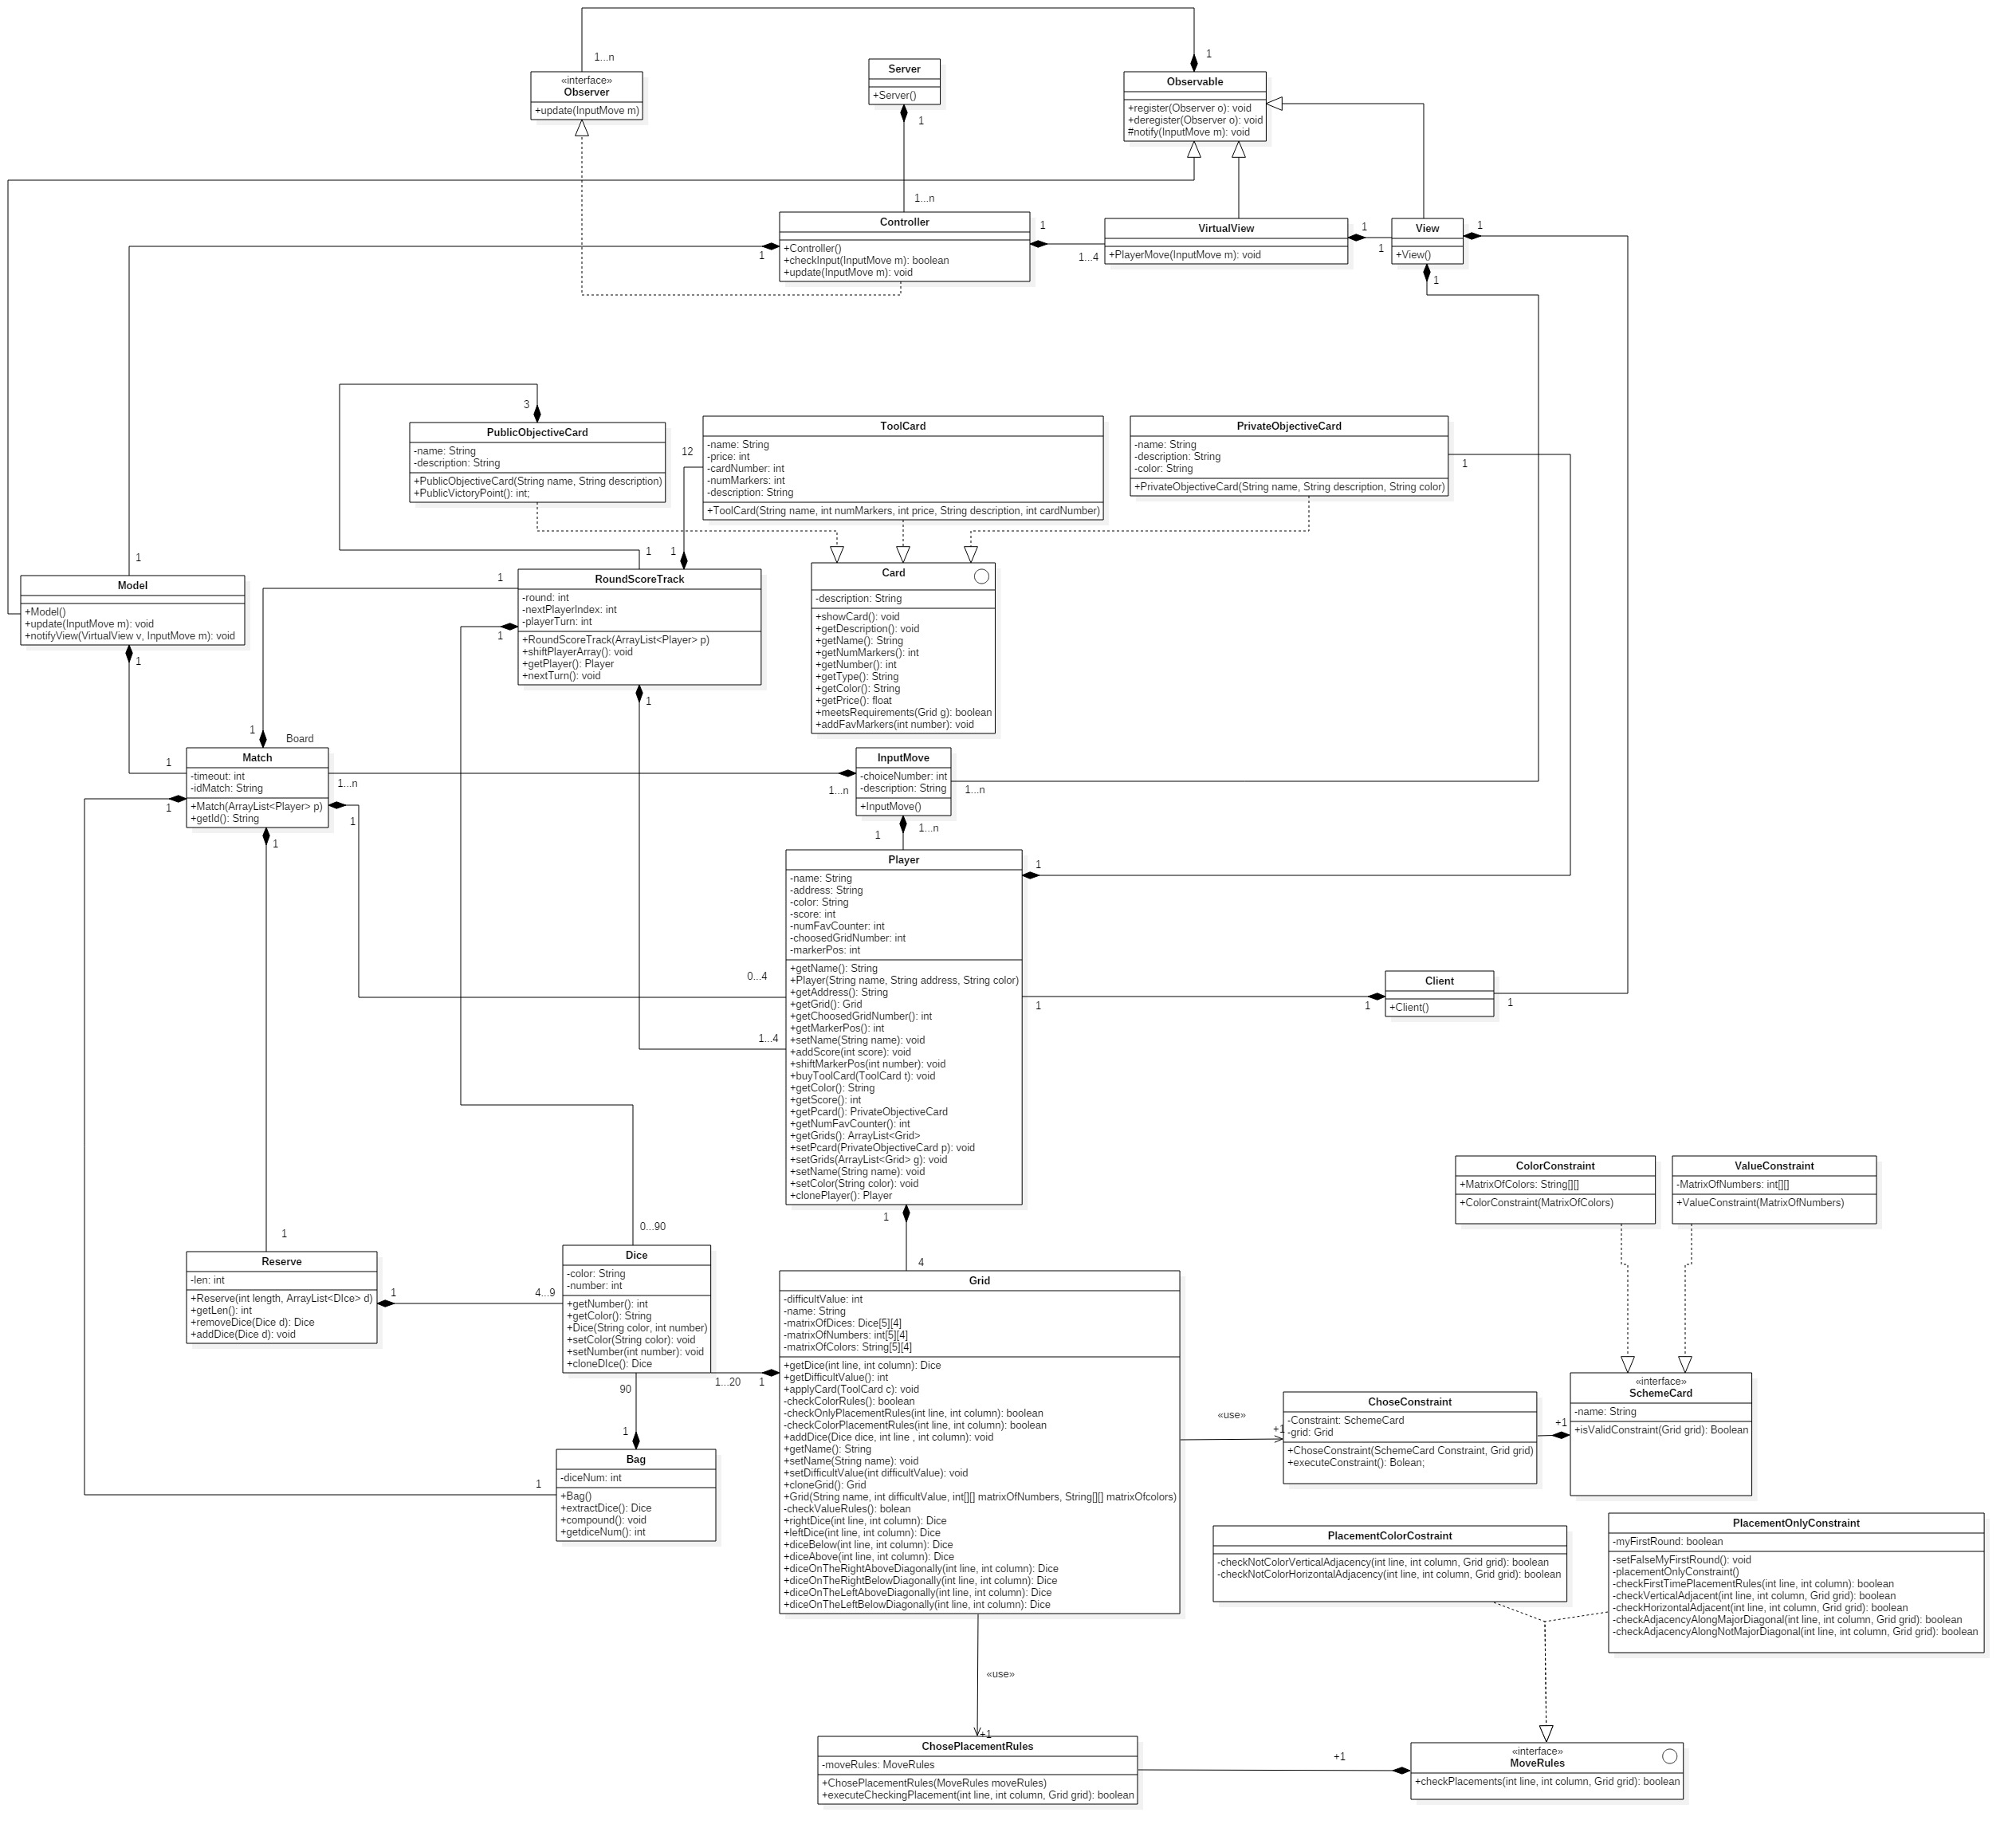 1...n
1
«interface»
Observer
+update(InputMove m)
Server
+Server()
1
1...n
Observable
+register(Observer o): void
+deregister(Observer o): void
#notify(InputMove m): void
Controller
+Controller()
+checkInput(InputMove m): boolean
+update(InputMove m): void
1
1
1...4
VirtualView
+PlayerMove(InputMove m): void
1
1
View
+View()
1
1
3
PublicObjectiveCard
-name: String
-description: String
+PublicObjectiveCard(String name, String description)
+PublicVictoryPoint(): int;
12
ToolCard
-name: String
-price: int
-cardNumber: int
-numMarkers: int
-description: String
+ToolCard(String name, int numMarkers, int price, String description, int cardNumber)
PrivateObjectiveCard
-name: String
-description: String
-color: String
+PrivateObjectiveCard(String name, String description, String color)
1
1
Model
+Model()
+update(InputMove m): void
+notifyView(VirtualView v, InputMove m): void
1
1
1
1
1
RoundScoreTrack
-round: int
-nextPlayerIndex: int
-playerTurn: int
+RoundScoreTrack(ArrayList<Player> p)
+shiftPlayerArray(): void
+getPlayer(): Player
+nextTurn(): void
1
Card
-description: String
+showCard(): void
+getDescription(): void
+getName(): String
+getNumMarkers(): int
+getNumber(): int
+getType(): String
+getColor(): String
+getPrice(): float
+meetsRequirements(Grid g): boolean
+addFavMarkers(int number): void
1
Board
1
Match
-timeout: int
-idMatch: String
+Match(ArrayList<Player> p)
+getId(): String
1...n
1
1
1
InputMove
-choiceNumber: int
-description: String
+InputMove()
1...n
1...n
1...n
1
Player
-name: String
-address: String
-color: String
-score: int
-numFavCounter: int
-choosedGridNumber: int
-markerPos: int
+getName(): String
+Player(String name, String address, String color)
+getAddress(): String
+getGrid(): Grid
+getChoosedGridNumber(): int
+getMarkerPos(): int
+setName(String name): void
+addScore(int score): void
+shiftMarkerPos(int number): void
+buyToolCard(ToolCard t): void
+getColor(): String
+getScore(): int
+getPcard(): PrivateObjectiveCard
+getNumFavCounter(): int
+getGrids(): ArrayList<Grid>
+setPcard(PrivateObjectiveCard p): void
+setGrids(ArrayList<Grid> g): void
+setName(String name): void
+setColor(String color): void
+clonePlayer(): Player
1
0...4
1...4
1
1
Client
+Client()
1
1
4
1
Reserve
-len: int
+Reserve(int length, ArrayList<DIce> d)
+getLen(): int
+removeDice(Dice d): Dice
+addDice(Dice d): void
1
4...9
0...90
Dice
-color: String
-number: int
+getNumber(): int
+getColor(): String
+Dice(String color, int number)
+setColor(String color): void
+setNumber(int number): void
+cloneDIce(): Dice
1...20
1
90
1
1
Bag
-diceNum: int
+Bag()
+extractDice(): Dice
+compound(): void
+getdiceNum(): int
Grid
-difficultValue: int
-name: String
-matrixOfDices: Dice[5][4]
-matrixOfNumbers: int[5][4]
-matrixOfColors: String[5][4]
+getDice(int line, int column): Dice
+getDifficultValue(): int
+applyCard(ToolCard c): void
-checkColorRules(): boolean
-checkOnlyPlacementRules(int line, int column): boolean
-checkColorPlacementRules(int line, int column): boolean
+addDice(Dice dice, int line , int column): void
+getName(): String
+setName(String name): void
+setDifficultValue(int difficultValue): void
+cloneGrid(): Grid
+Grid(String name, int difficultValue, int[][] matrixOfNumbers, String[][] matrixOfcolors)
-checkValueRules(): bolean
+rightDice(int line, int column): Dice
+leftDice(int line, int column): Dice
+diceBelow(int line, int column): Dice
+diceAbove(int line, int column): Dice
+diceOnTheRightAboveDiagonally(int line, int column): Dice
+diceOnTheRightBelowDiagonally(int line, int column): Dice
+diceOnTheLeftAboveDiagonally(int line, int column): Dice
+diceOnTheLeftBelowDiagonally(int line, int column): Dice
ColorConstraint
+MatrixOfColors: String[][]
+ColorConstraint(MatrixOfColors)
ValueConstraint
-MatrixOfNumbers: int[][]
+ValueConstraint(MatrixOfNumbers)
«use»
+1
ChoseConstraint
-Constraint: SchemeCard
-grid: Grid
+ChoseConstraint(SchemeCard Constraint, Grid grid)
+executeConstraint(): Bolean;
+1
«interface»
SchemeCard
-name: String
+isValidConstraint(Grid grid): Boolean
PlacementColorCostraint
-checkNotColorVerticalAdjacency(int line, int column, Grid grid): boolean
-checkNotColorHorizontalAdjacency(int line, int column, Grid grid): boolean
PlacementOnlyConstraint
-myFirstRound: boolean
-setFalseMyFirstRound(): void
-placementOnlyConstraint()
-checkFirstTimePlacementRules(int line, int column): boolean
-checkVerticalAdjacent(int line, int column, Grid grid): boolean
-checkHorizontalAdjacent(int line, int column, Grid grid): boolean
-checkAdjacencyAlongMajorDiagonal(int line, int column, Grid grid): boolean
-checkAdjacencyAlongNotMajorDiagonal(int line, int column, Grid grid): boolean
«use»
+1
ChosePlacementRules
-moveRules: MoveRules
+ChosePlacementRules(MoveRules moveRules)
+executeCheckingPlacement(int line, int column, Grid grid): boolean
+1
«interface»
MoveRules
+checkPlacements(int line, int column, Grid grid): boolean